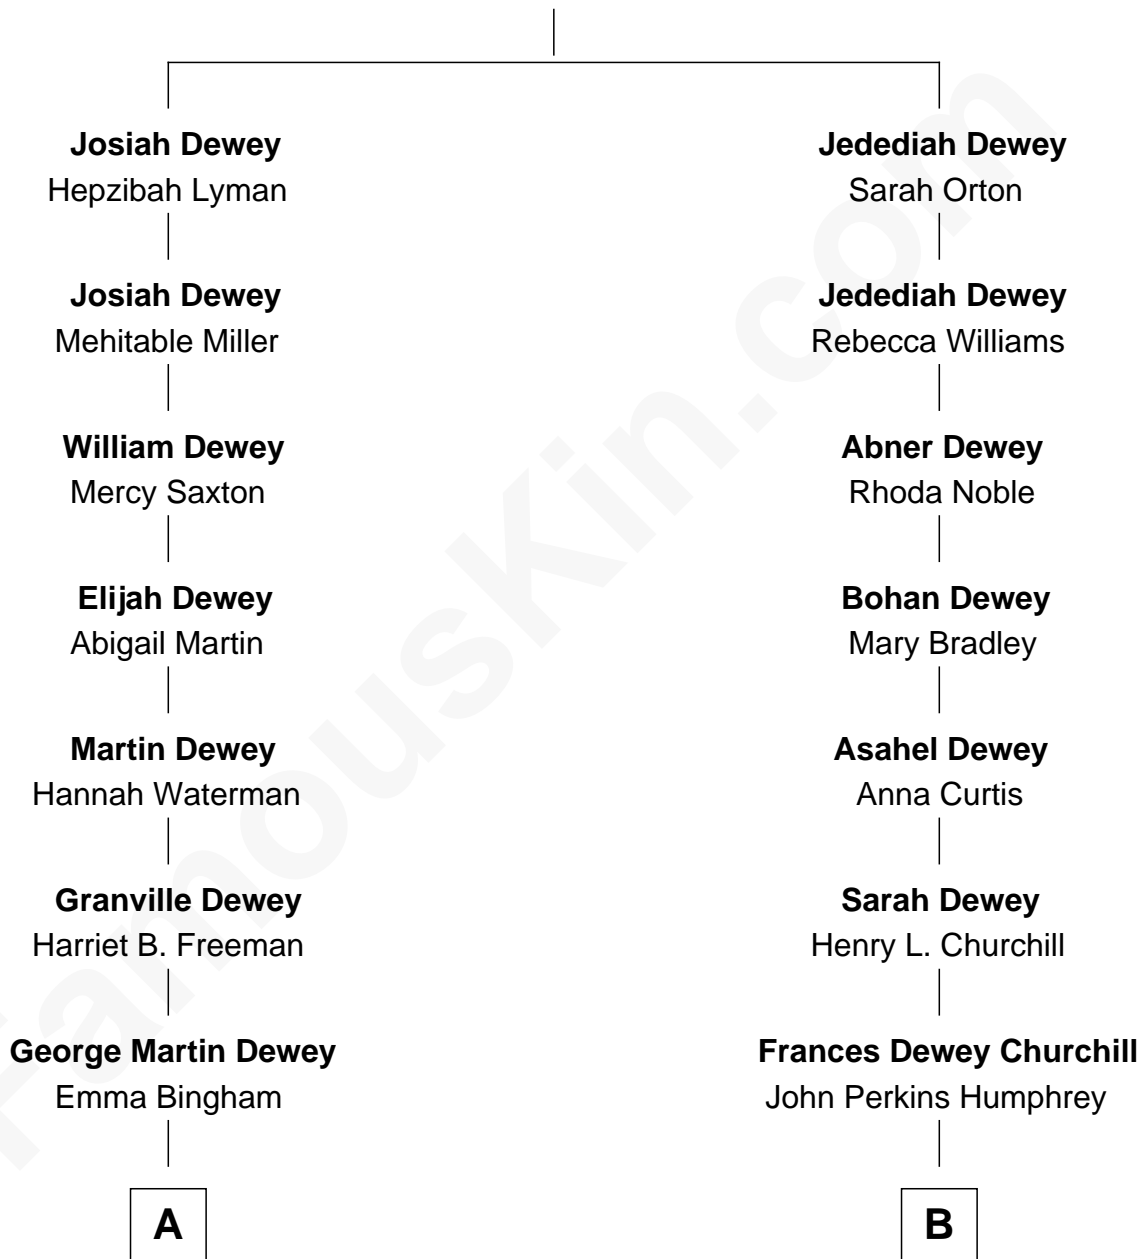 Josiah Dewey
Hepzibah Lyman
Jedediah Dewey
Sarah Orton
Josiah Dewey
Mehitable Miller
Jedediah Dewey
Rebecca Williams
William Dewey
Mercy Saxton
Abner Dewey
Rhoda Noble
Elijah Dewey
Abigail Martin
Bohan Dewey
Mary Bradley
Martin Dewey
Hannah Waterman
Asahel Dewey
Anna Curtis
Granville Dewey
Harriet B. Freeman
Sarah Dewey
Henry L. Churchill
George Martin Dewey
Emma Bingham
Frances Dewey Churchill
John Perkins Humphrey
A
B
FamousKin.com